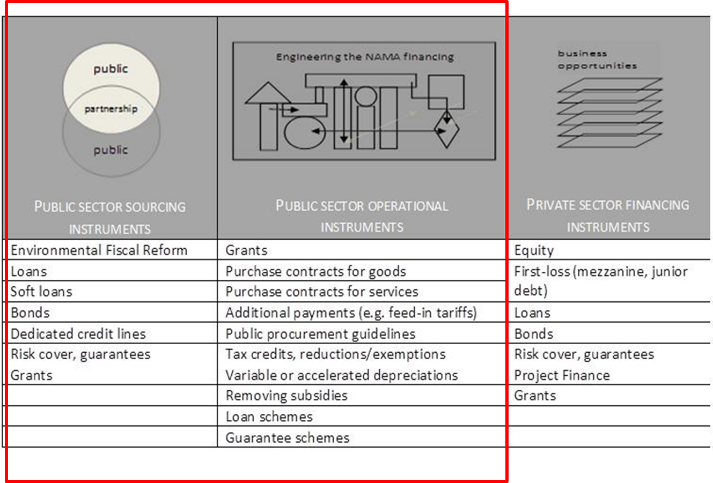 public
partnership
public
Engineering the NAMA financing
business
opportunities
PUBLIC SECTOR SOURCING
INSTRUMENTS
PUBLIC SECTOR OPERATIONAL
INSTRUMENTS
PRIVATE SECTOR FINANCING
INSTRUMENTS
Environmental Fiscal Reform
Grants
Equity
Loans
Purchase contracts for goods
First-loss (mezzanine, junior
debt)
Soft loans
Purchase contracts for services
Bonds
Additional payments (e.g. feed-in tariffs)
Loans
Dedicated credit lines
Public procurement guidelines
Bonds
Risk cover, guarantees
Tax credits, reductions/exemptions
Risk cover, guarantees
Grants
Variable or accelerated depreciations
Project Finance
Removing subsidies
Grants
Loan schemes
Guarantee schemes